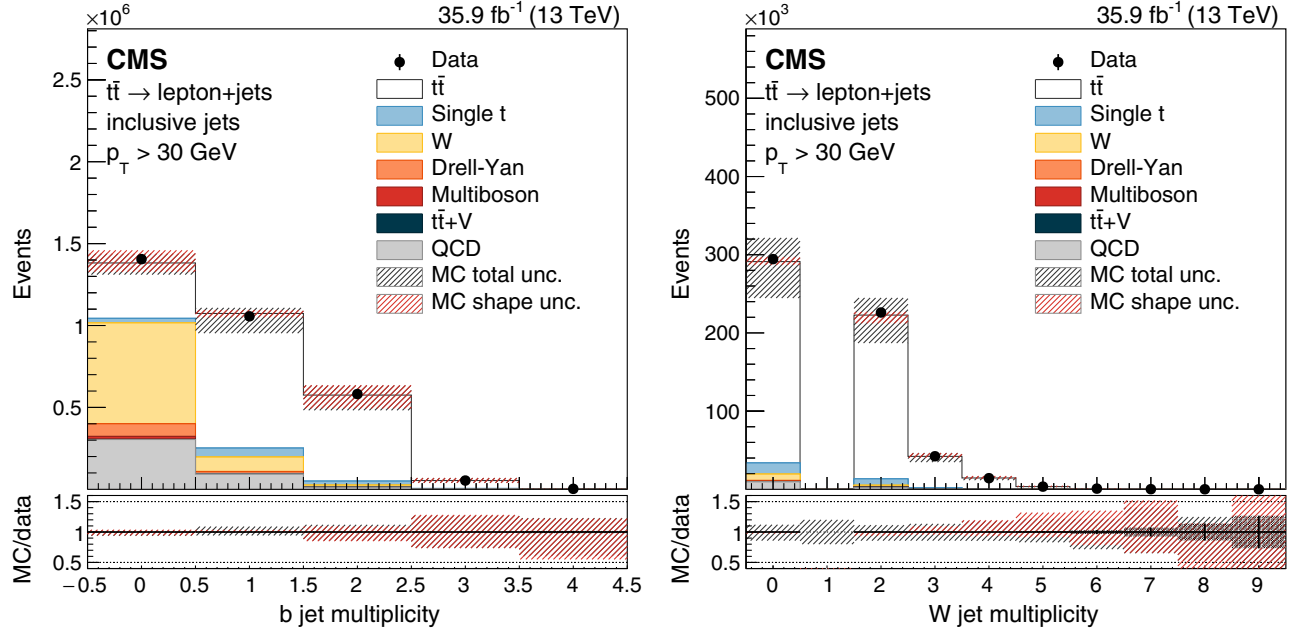 ×10⁶
35.9 fb⁻¹ (13 TeV)
CMS
tt̄ → lepton+jets
inclusive jets
p_T > 30 GeV
Data
tt̄
Single t
W
Drell-Yan
Multiboson
tt̄+V
QCD
MC total unc.
MC shape unc.
Events
2.5
2
1.5
1
0.5
MC/data
1.5
1
0.5
−0.5 0 0.5 1 1.5 2 2.5 3 3.5 4 4.5
b jet multiplicity
×10³
35.9 fb⁻¹ (13 TeV)
CMS
tt̄ → lepton+jets
inclusive jets
p_T > 30 GeV
Data
tt̄
Single t
W
Drell-Yan
Multiboson
tt̄+V
QCD
MC total unc.
MC shape unc.
Events
500
400
300
200
100
MC/data
1.5
1
0.5
0 1 2 3 4 5 6 7 8 9
W jet multiplicity